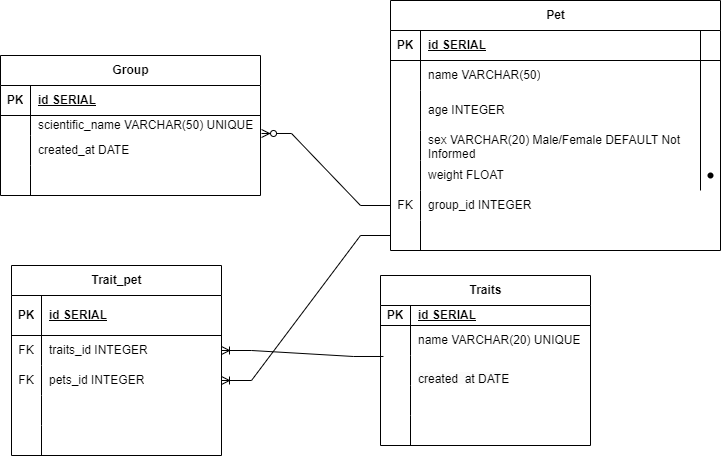 Pet
PK id SERIAL
name VARCHAR(50)
age INTEGER
sex VARCHAR(20) Male/Female DEFAULT Not
Informed
weight FLOAT
FK group_id INTEGER
Group
PK id SERIAL
scientific_name VARCHAR(50) UNIQUE
created_at DATE
Trait_pet
PK id SERIAL
FK traits_id INTEGER
FK pets_id INTEGER
Traits
PK id SERIAL
name VARCHAR(20) UNIQUE
created at DATE